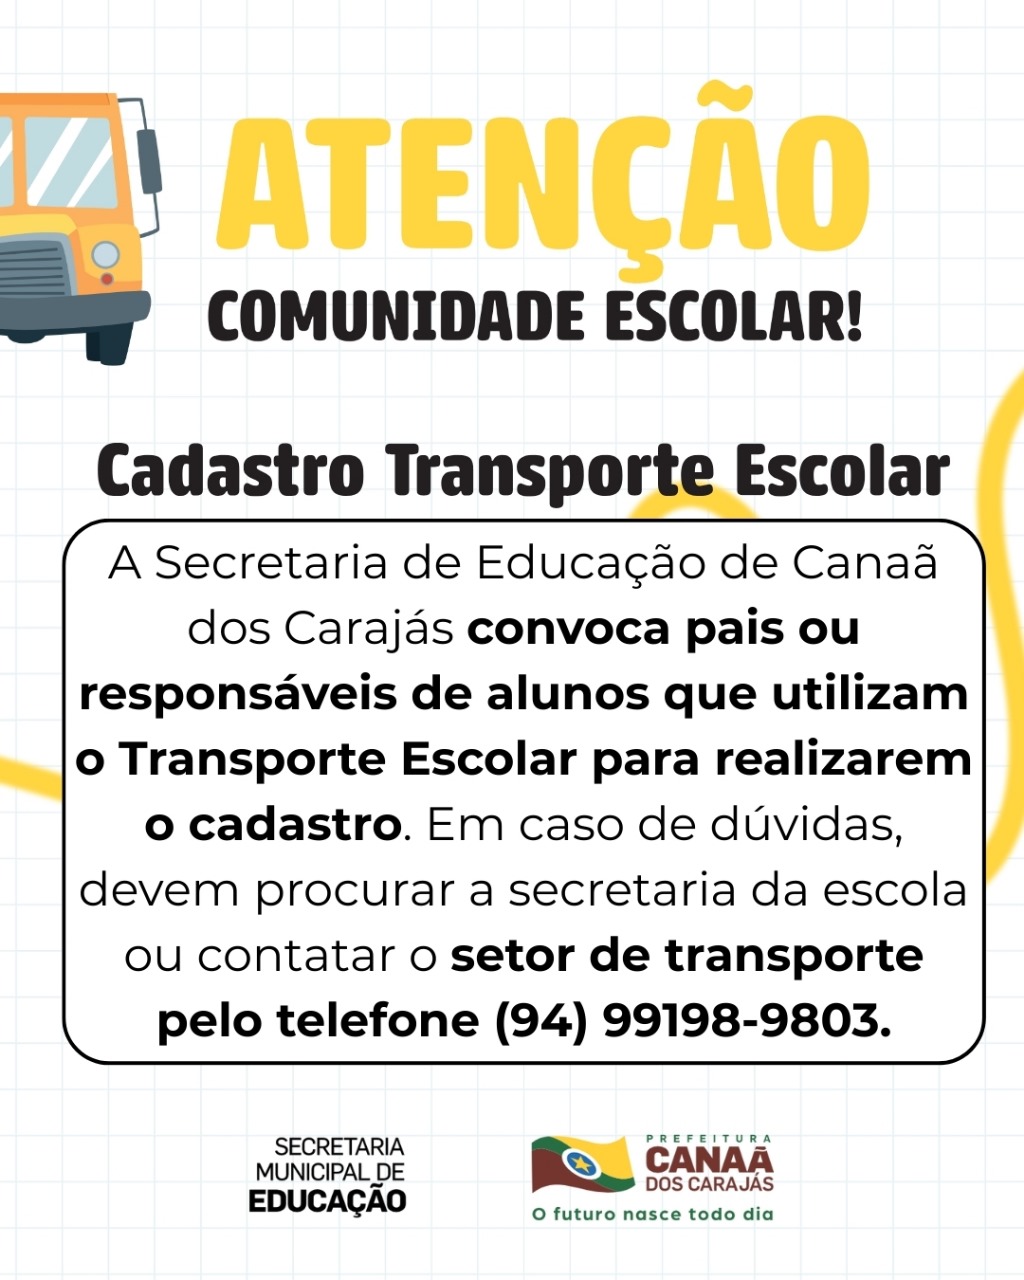 ATENÇÃO
COMUNIDADE ESCOLAR!
Cadastro Transporte Escolar
A Secretaria de Educação de Canaã
dos Carajás convoca pais ou
responsáveis de alunos que utilizam
o Transporte Escolar para realizarem
o cadastro. Em caso de dúvidas,
devem procurar a secretaria da escola
ou contatar o setor de transporte
pelo telefone (94) 99198-9803.
SECRETARIA
MUNICIPAL DE
EDUCAÇÃO
PREFEITURA
CANAÃ
DOS CARAJÁS
O futuro nasce todo dia